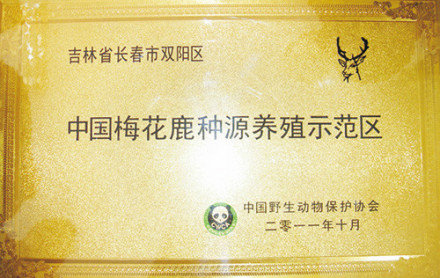 吉林省长春市双阳区
中国梅花鹿种源养殖示范区
CWCA
中国野生动物保护协会
二零一一年十月